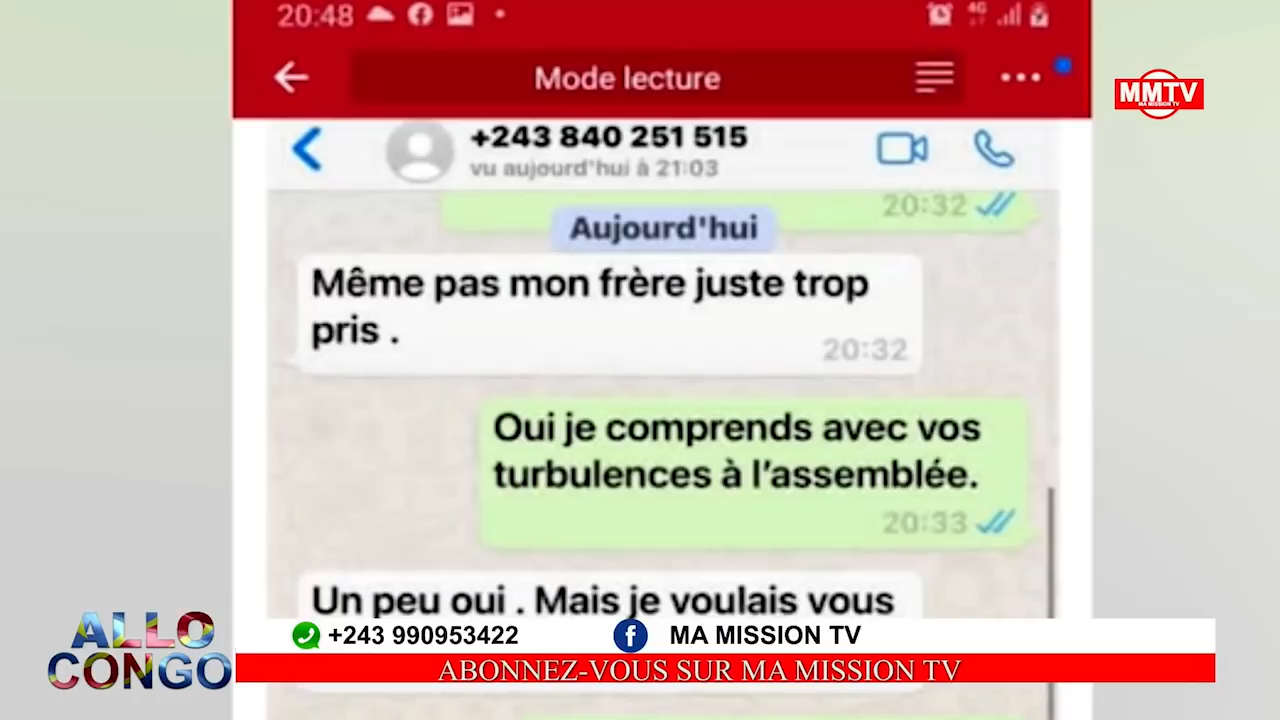 20:48
4G
Mode lecture
MMTV
MA MISSION TV
+243 840 251 515
vu aujourd'hui à 21:03
20:32
Aujourd'hui
Même pas mon frère juste trop
pris .
20:32
Oui je comprends avec vos
turbulences à l’assemblée.
20:33
Un peu oui . Mais je voulais vous
+243 990953422
MA MISSION TV
ALLO
CONGO
ABONNEZ-VOUS SUR MA MISSION TV